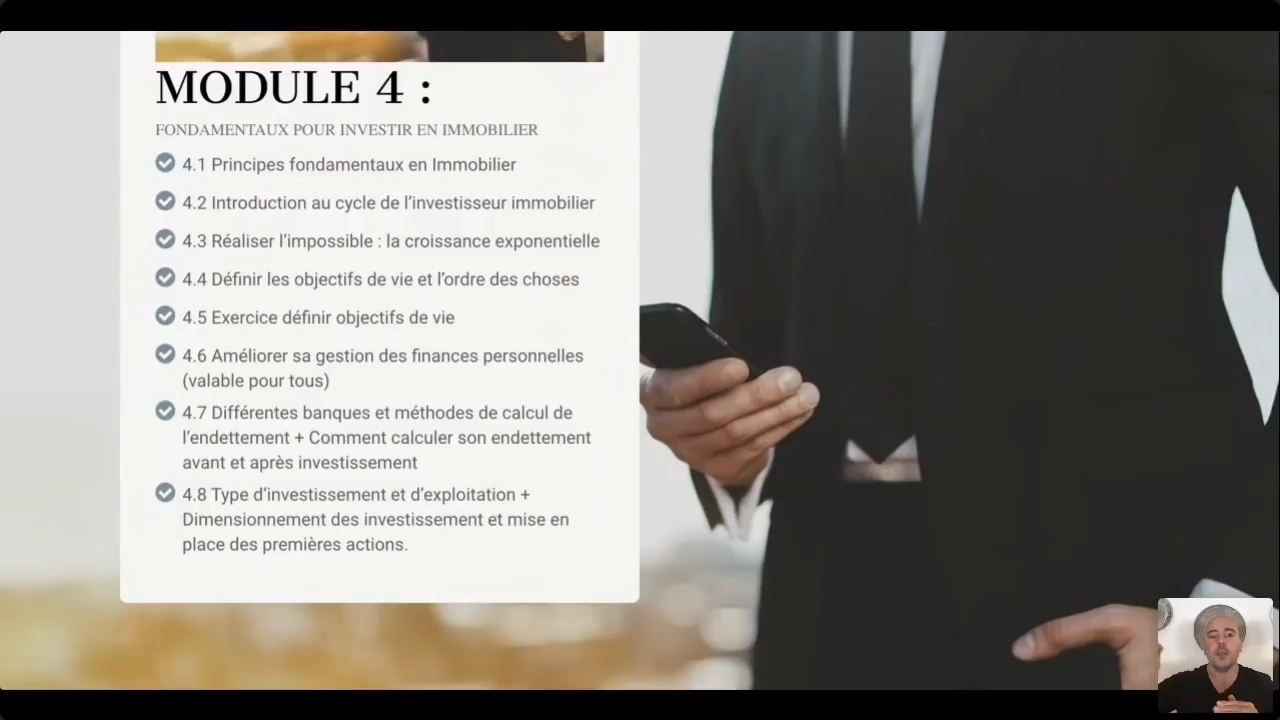 MODULE 4 :
FONDAMENTAUX POUR INVESTIR EN IMMOBILIER
4.1 Principes fondamentaux en Immobilier
4.2 Introduction au cycle de l’investisseur immobilier
4.3 Réaliser l’impossible : la croissance exponentielle
4.4 Définir les objectifs de vie et l’ordre des choses
4.5 Exercice définir objectifs de vie
4.6 Améliorer sa gestion des finances personnelles
(valable pour tous)
4.7 Différentes banques et méthodes de calcul de
l’endettement + Comment calculer son endettement
avant et après investissement
4.8 Type d’investissement et d’exploitation +
Dimensionnement des investissement et mise en
place des premières actions.